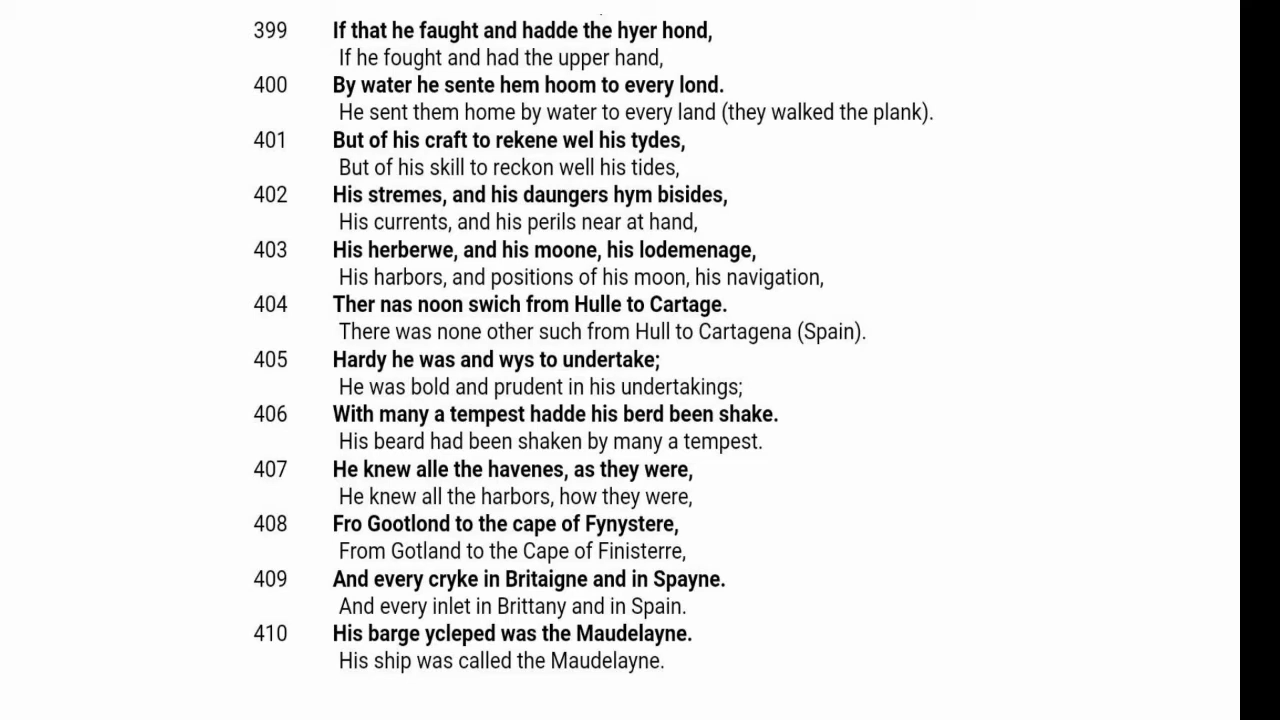 399 If that he faught and hadde the hyer hond,
If he fought and had the upper hand,
400 By water he sente hem hoom to every lond.
He sent them home by water to every land (they walked the plank).
401 But of his craft to rekene wel his tydes,
But of his skill to reckon well his tides,
402 His stremes, and his daungers hym bisides,
His currents, and his perils near at hand,
403 His herberwe, and his moone, his lodemenage,
His harbors, and positions of his moon, his navigation,
404 Ther nas noon swich from Hulle to Cartage.
There was none other such from Hull to Cartagena (Spain).
405 Hardy he was and wys to undertake;
He was bold and prudent in his undertakings;
406 With many a tempest hadde his berd been shake.
His beard had been shaken by many a tempest.
407 He knew alle the havenes, as they were,
He knew all the harbors, how they were,
408 Fro Gootlond to the cape of Fynystere,
From Gotland to the Cape of Finisterre,
409 And every cryke in Britaigne and in Spayne.
And every inlet in Brittany and in Spain.
410 His barge ycleped was the Maudelayne.
His ship was called the Maudelayne.